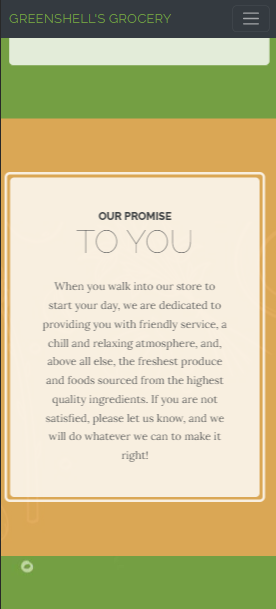 GREENSHELL'S GROCERY
OUR PROMISE
TO YOU
When you walk into our store to
start your day, we are dedicated to
providing you with friendly service, a
chill and relaxing atmosphere, and,
above all else, the freshest produce
and foods sourced from the highest
quality ingredients. If you are not
satisfied, please let us know, and we
will do whatever we can to make it
right!